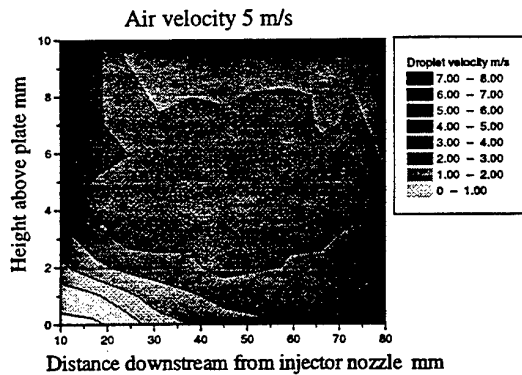 Air velocity 5 m/s
Height above plate mm
10
8
6
4
2
0
10 20 30 40 50 60 70 80
Distance downstream from injector nozzle mm
Droplet velocity m/s
7.00 – 8.00
6.00 – 7.00
5.00 – 6.00
4.00 – 5.00
3.00 – 4.00
2.00 – 3.00
1.00 – 2.00
0 – 1.00